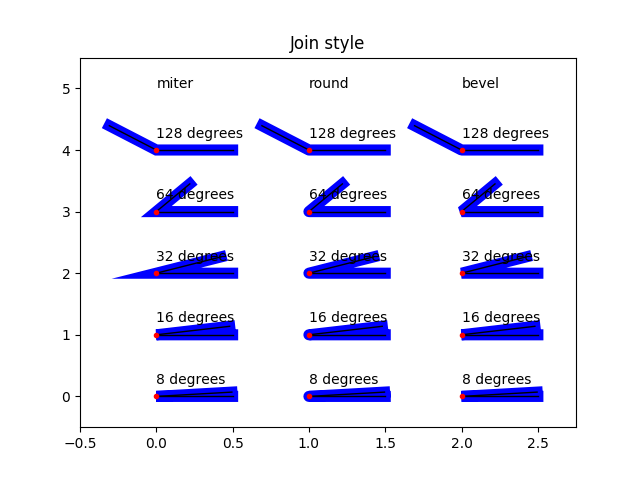 Join style
5
miter
round
bevel
4
128 degrees
128 degrees
128 degrees
3
64 degrees
64 degrees
64 degrees
2
32 degrees
32 degrees
32 degrees
1
16 degrees
16 degrees
16 degrees
0
8 degrees
8 degrees
8 degrees
−0.5
0.0
0.5
1.0
1.5
2.0
2.5